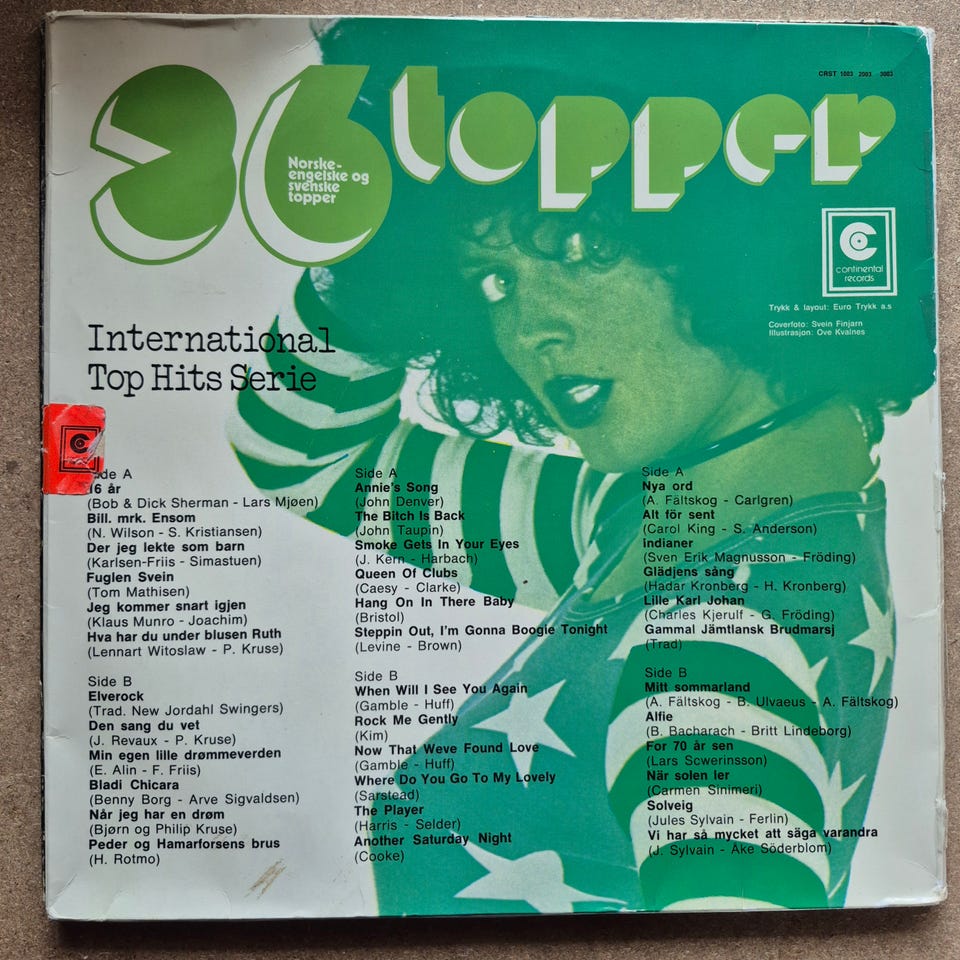 36 topper
Norske-
engelske og
svenske
topper
CRST 1003 2003 3003
continental
records
Trykk & layout: Euro Trykk a.s
Coverfoto: Svein Finjarn
Illustrasjon: Ove Kvalnes
International
Top Hits Serie
Side A
16 år
(Bob & Dick Sherman - Lars Mjøen)
Bill. mrk. Ensom
(N. Wilson - S. Kristiansen)
Der jeg lekte som barn
(Karlsen-Friis - Simastuen)
Fuglen Svein
(Tom Mathisen)
Jeg kommer snart igjen
(Klaus Munro - Joachim)
Hva har du under blusen Ruth
(Lennart Witoslaw - P. Kruse)
Side B
Elverock
(Trad. New Jordahl Swingers)
Den sang du vet
(J. Revaux - P. Kruse)
Min egen lille drømmeverden
(E. Alin - F. Friis)
Bladi Chicara
(Benny Borg - Arve Sigvaldsen)
Når jeg har en drøm
(Bjørn og Philip Kruse)
Peder og Hamarforsens brus
(H. Rotmo)
Side A
Annie's Song
(John Denver)
The Bitch Is Back
(John Taupin)
Smoke Gets In Your Eyes
(J. Kern - Harbach)
Queen Of Clubs
(Caesy - Clarke)
Hang On In There Baby
(Bristol)
Steppin Out, I'm Gonna Boogie Tonight
(Levine - Brown)
Side B
When Will I See You Again
(Gamble - Huff)
Rock Me Gently
(Kim)
Now That Weve Found Love
(Gamble - Huff)
Where Do You Go To My Lovely
(Sarstead)
The Player
(Harris - Selder)
Another Saturday Night
(Cooke)
Side A
Nya ord
(A. Fältskog - Carlgren)
Alt för sent
(Carol King - S. Anderson)
indianer
(Sven Erik Magnusson - Fröding)
Glädjens sång
(Hadar Kronberg - H. Kronberg)
Lille Karl Johan
(Charles Kjerulf - G. Fröding)
Gammal Jämtlansk Brudmarsj
(Trad)
Side B
Mitt sommarland
(A. Fältskog - B. Ulvaeus - A. Fältskog)
Alfie
(B. Bacharach - Britt Lindeborg)
For 70 år sen
(Lars Scwerinsson)
När solen ler
(Carmen Sinimeri)
Solveig
(Jules Sylvain - Ferlin)
Vi har så mycket att säga varandra
(J. Sylvain - Åke Söderblom)